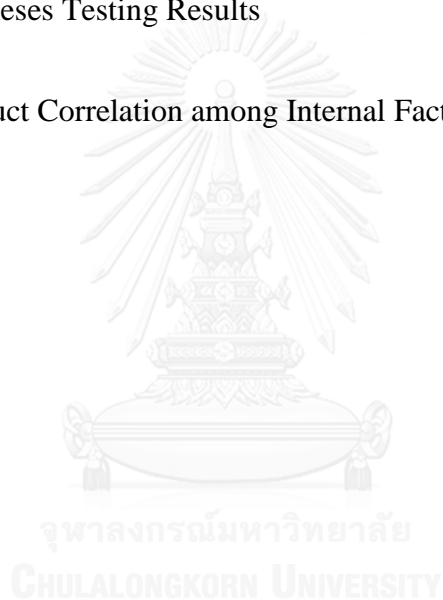 eses Testing Results
uct Correlation among Internal Fact
จุฬาลงกรณ์มหาวิทยาลัย
CHULALONGKORN UNIVERSITY